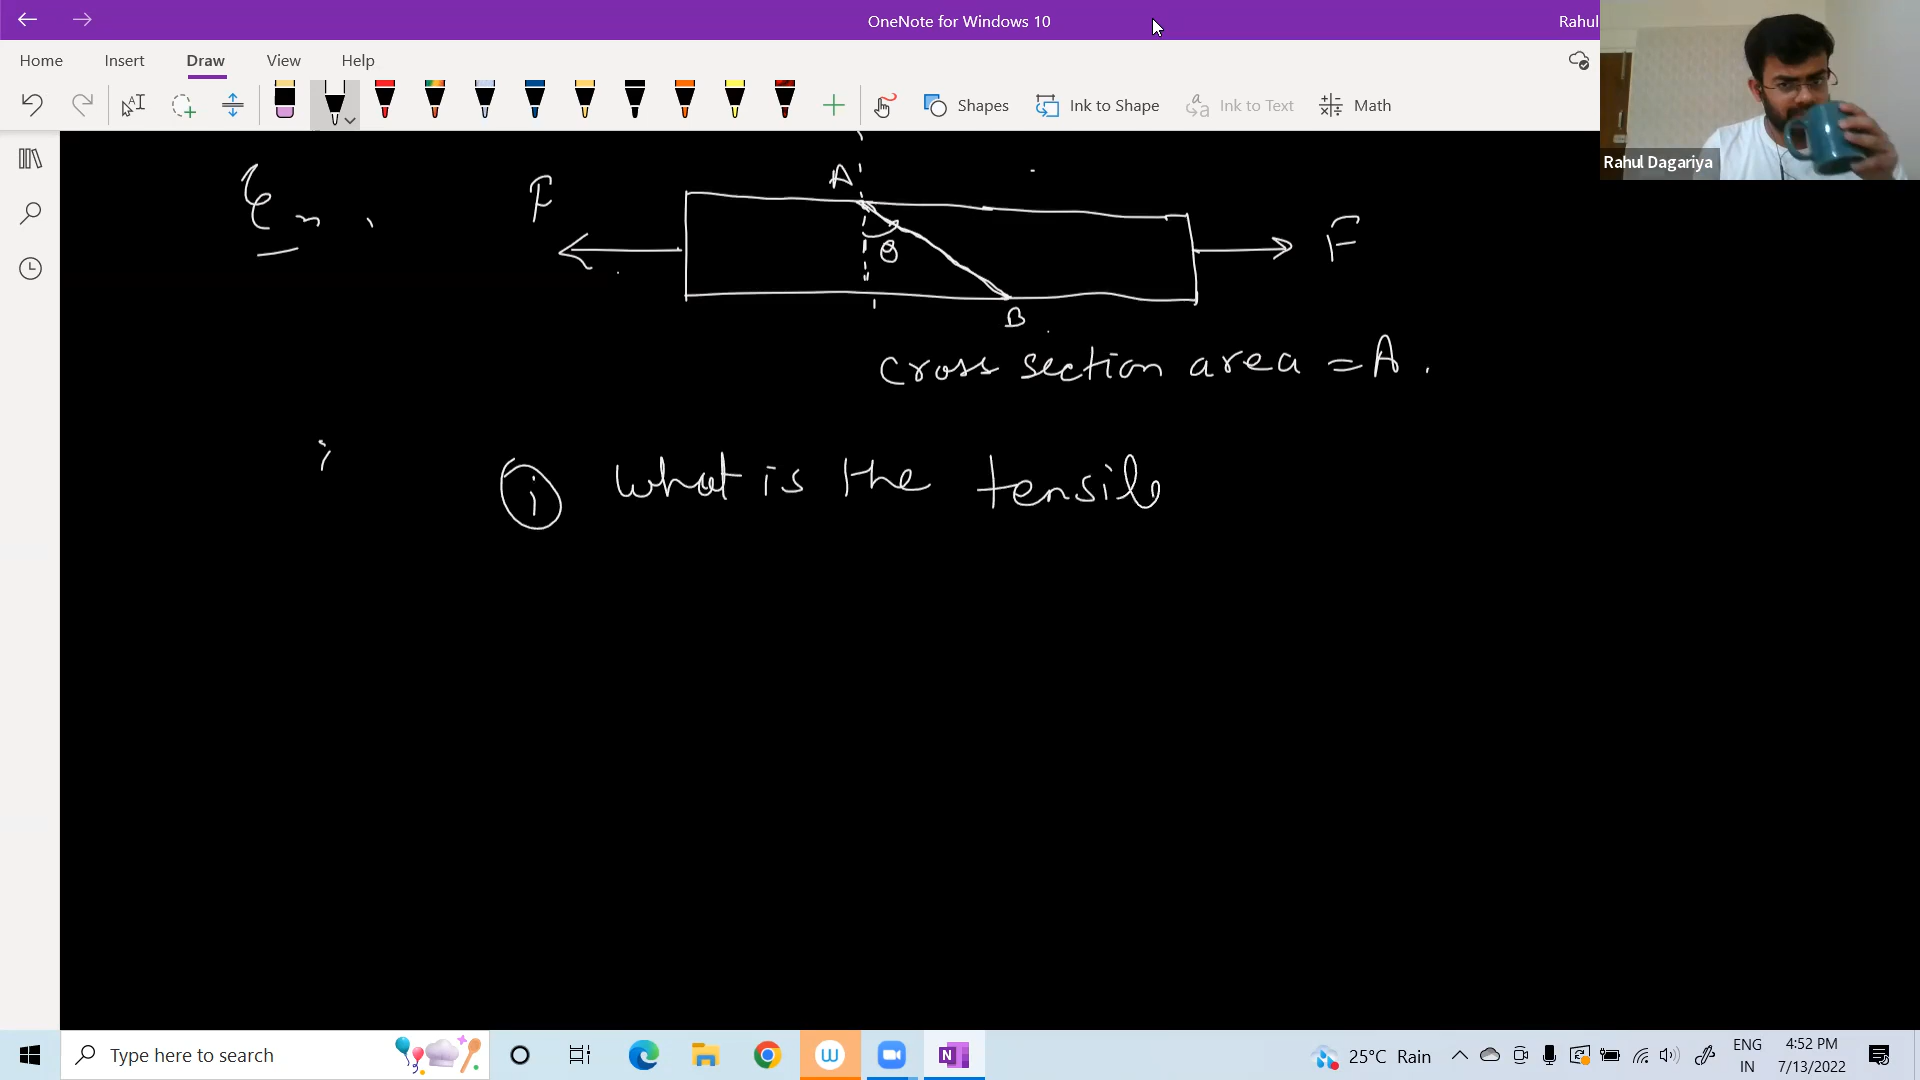 OneNote for Windows 10
Rahul
Home Insert Draw View Help
Shapes Ink to Shape Ink to Text Math
Rahul Dagariya
A
F
θ
F
B
cross section area = A .
i what is the tensile
Type here to search
25°C Rain
ENG
IN
4:52 PM
7/13/2022